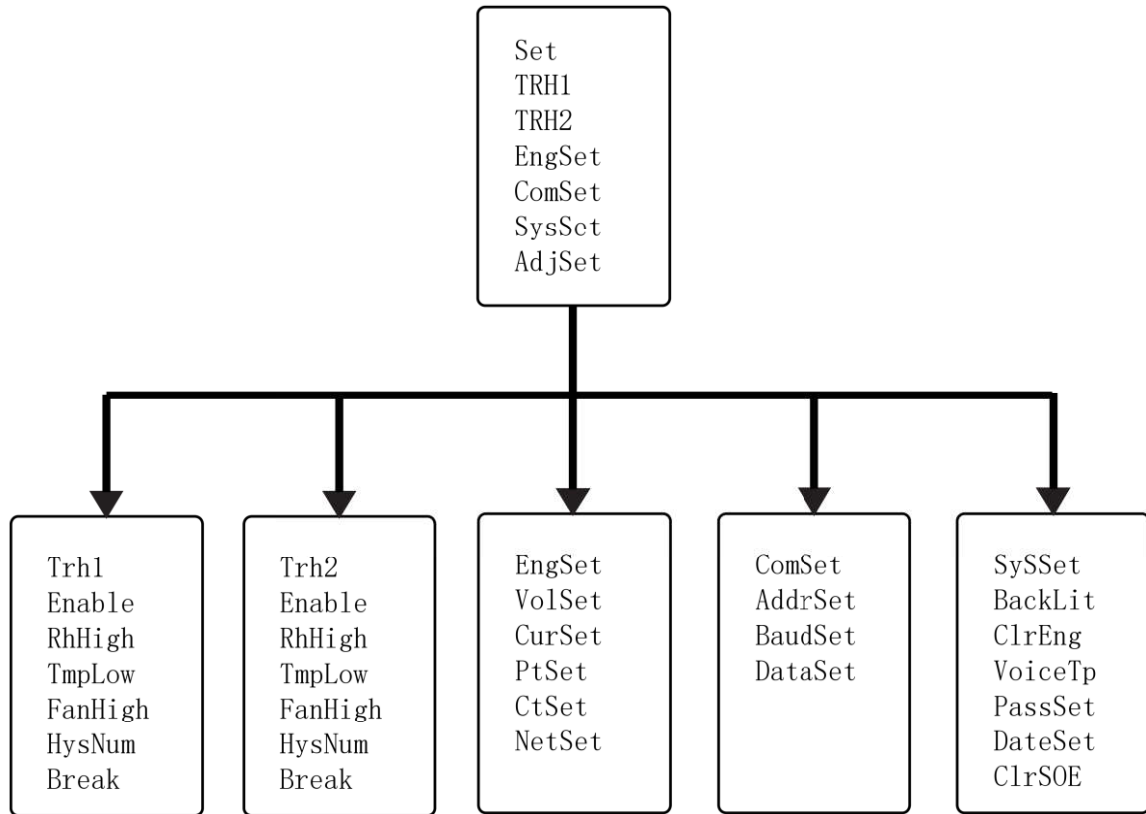 Set
TRH1
TRH2
EngSet
ComSet
SysSct
AdjSet
Trh1
Enable
RhHigh
TmpLow
FanHigh
HysNum
Break
Trh2
Enable
RhHigh
TmpLow
FanHigh
HysNum
Break
EngSet
VolSet
CurSet
PtSet
CtSet
NetSet
ComSet
AddrSet
BaudSet
DataSet
SySSet
BackLit
ClrEng
VoiceTp
PassSet
DateSet
ClrSOE